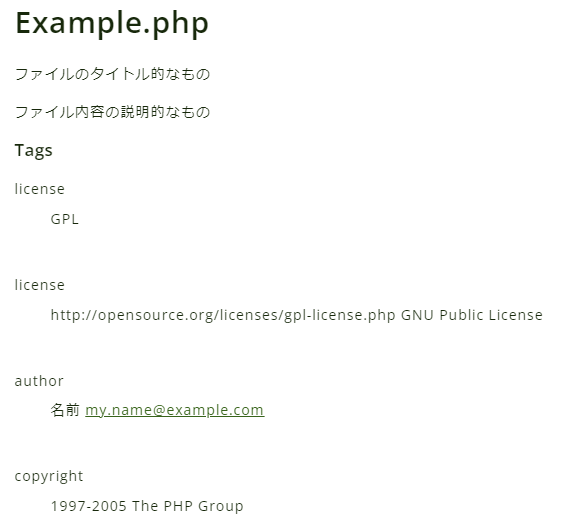 Example.php
ファイルのタイトル的なもの
ファイル内容の説明的なもの
Tags
license
GPL
license
http://opensource.org/licenses/gpl-license.php GNU Public License
author
名前 my.name@example.com
copyright
1997-2005 The PHP Group